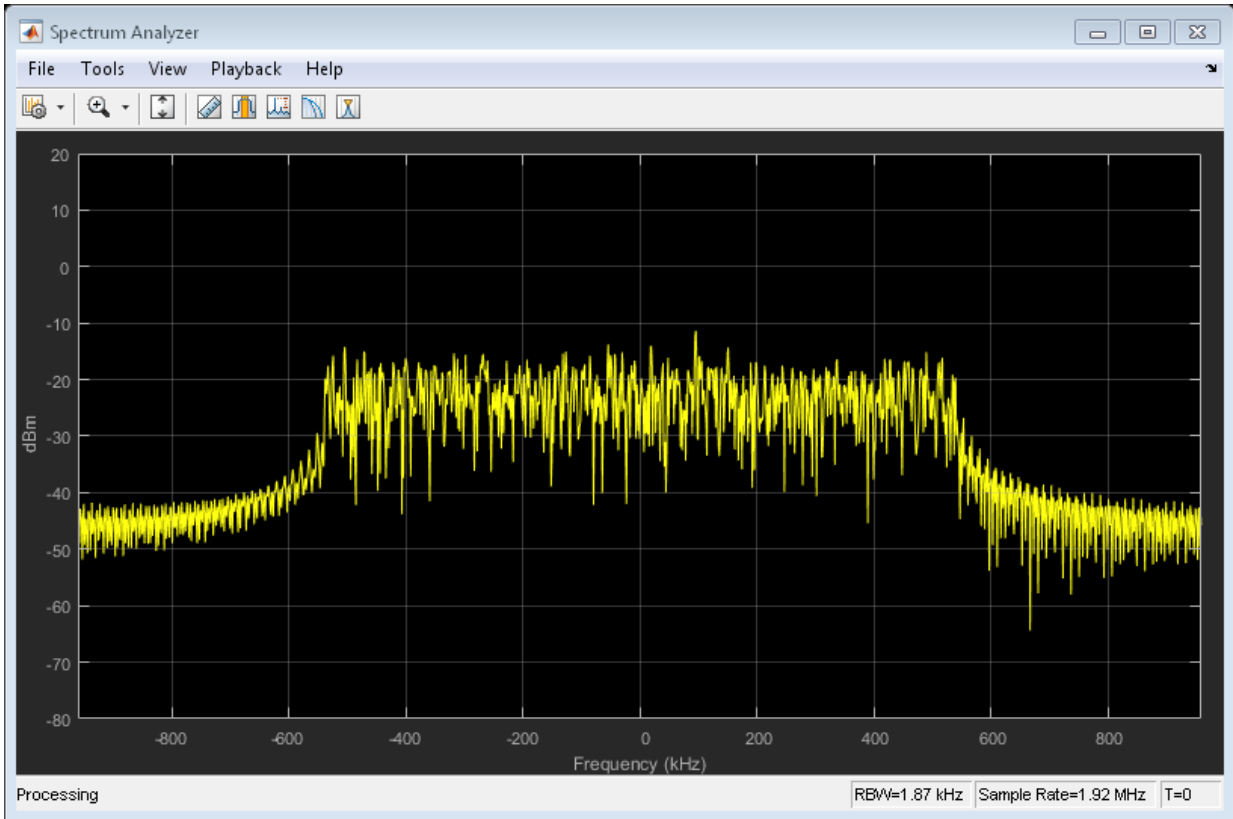 Spectrum Analyzer
File Tools View Playback Help
20
10
0
-10
-20
-30
-40
-50
-60
-70
-80
dBm
-800 -600 -400 -200 0 200 400 600 800
Frequency (kHz)
Processing RBW=1.87 kHz Sample Rate=1.92 MHz T=0